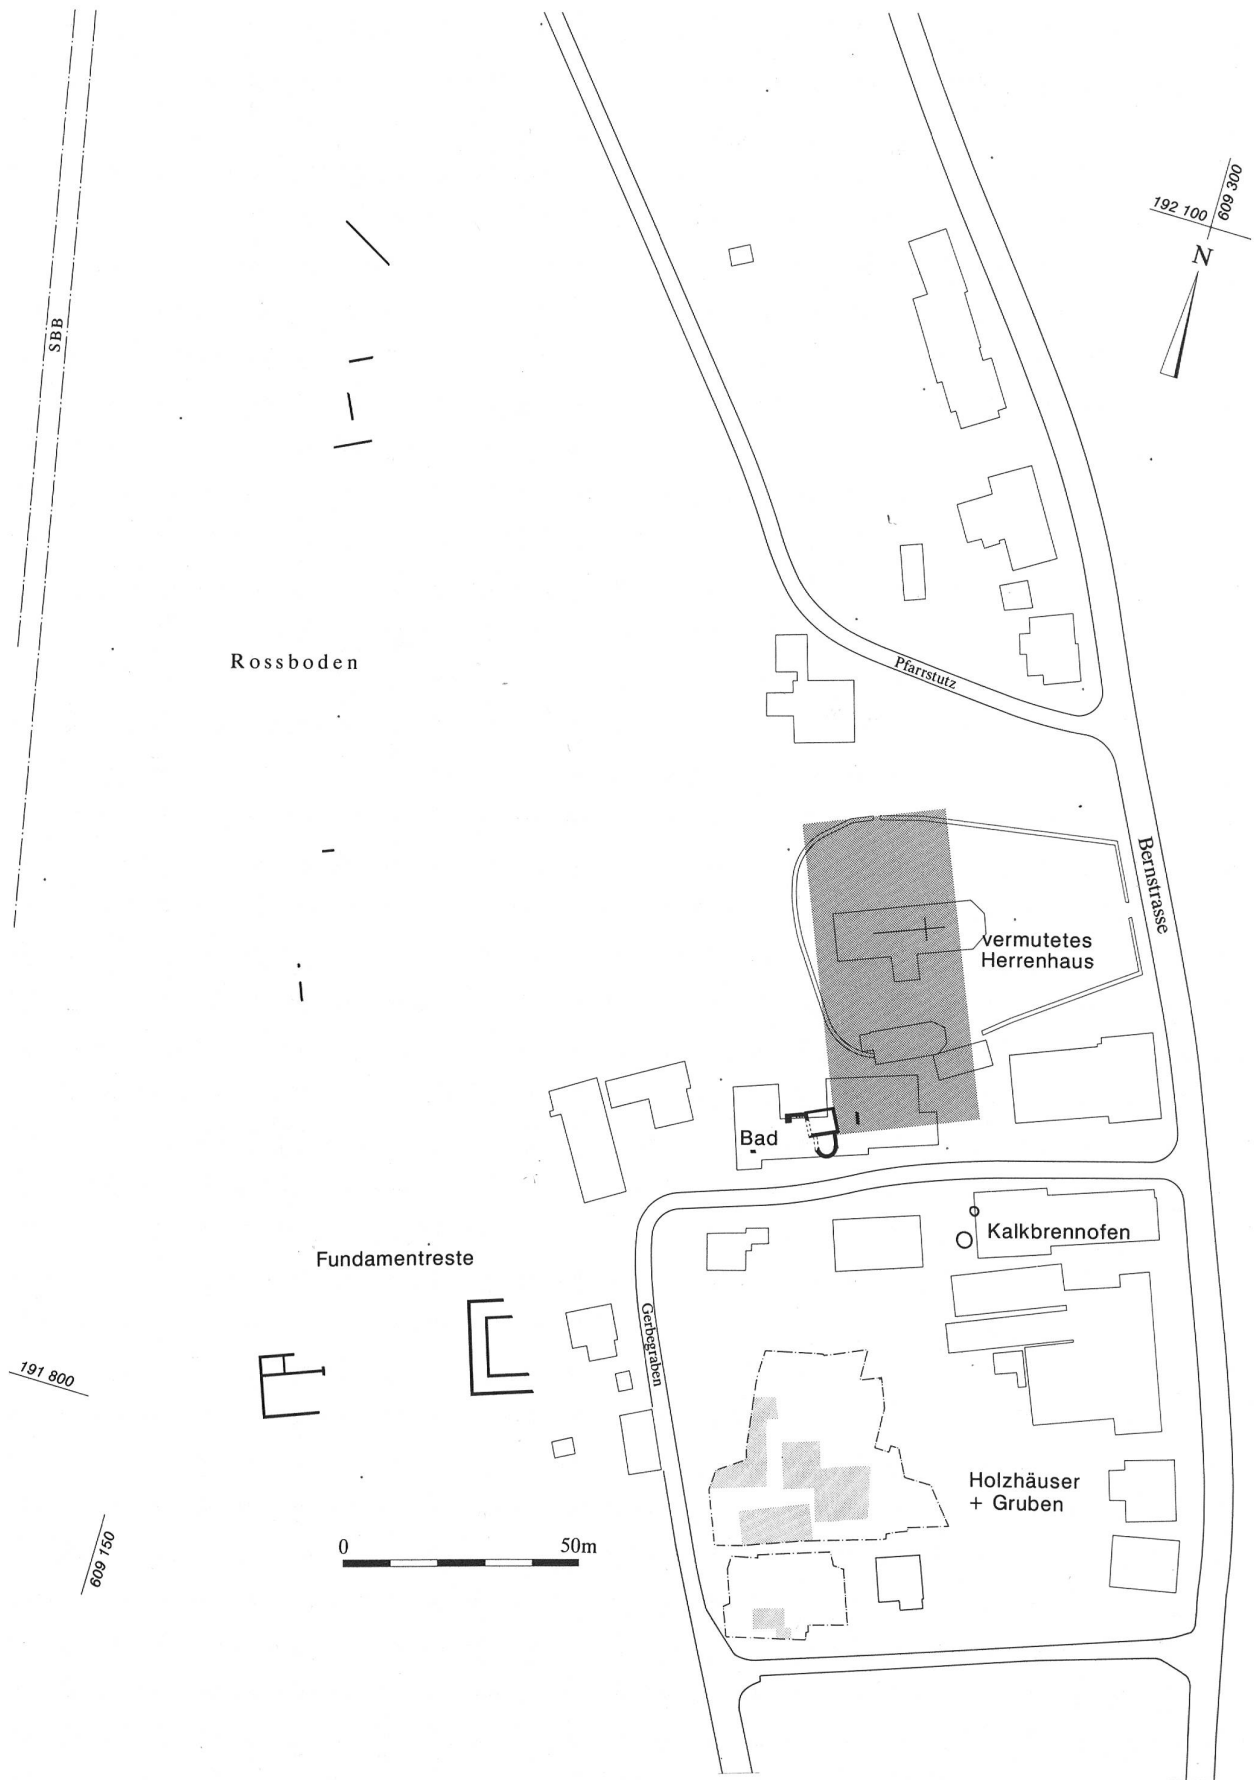 192 100
609 300
N
SBB
Rossboden
Pfarrstutz
Bernstrasse
vermutetes
Herrenhaus
Bad
Kalkbrennofen
Fundamentreste
Gerbegraben
191 800
Holzhäuser
+ Gruben
0 50m
609 150